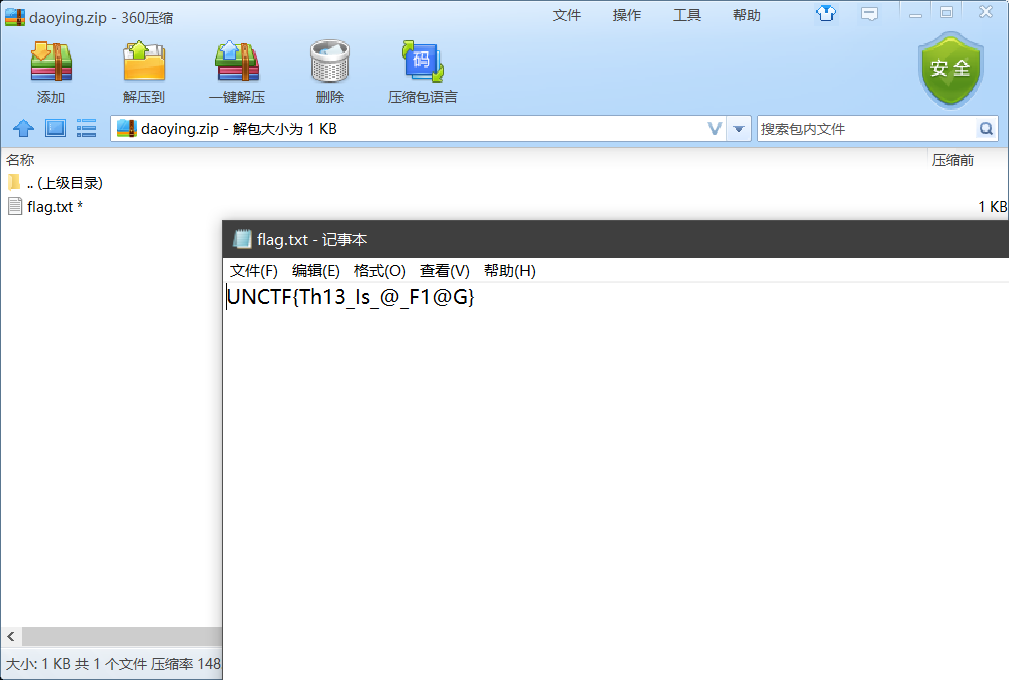 daoying.zip - 360压缩
文件 操作 工具 帮助
添加 解压到 一键解压 删除 压缩包语言
码
安全
daoying.zip - 解包大小为 1 KB
搜索包内文件
名称 压缩前
.. (上级目录)
flag.txt * 1 KB
flag.txt - 记事本
文件(F) 编辑(E) 格式(O) 查看(V) 帮助(H)
UNCTF{Th13_Is_@_F1@G}
大小: 1 KB 共 1 个文件 压缩率 148